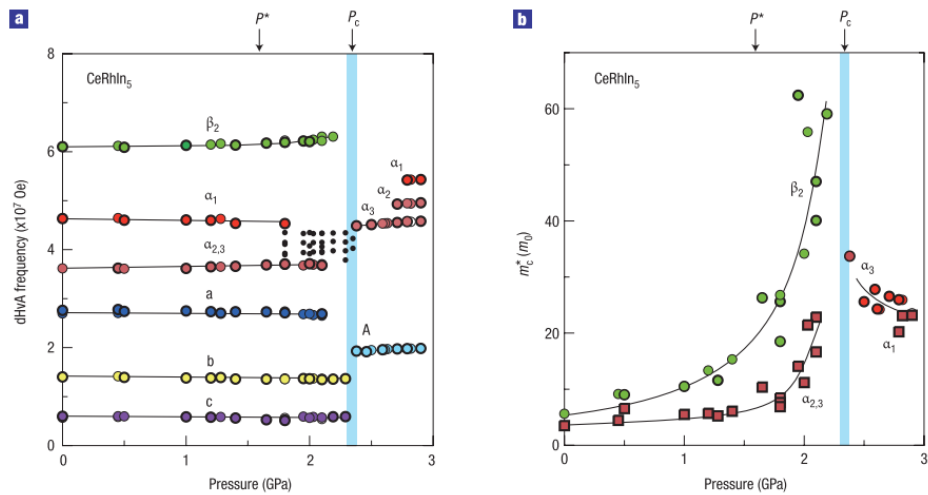 a
P*
Pc
8
6
4
2
0
dHvA frequency (x10⁷ Oe)
CeRhIn₅
β₂
α₁
α₂,₃
a
b
c
α₁
α₂
α₃
A
0
1
2
3
Pressure (GPa)
b
P*
Pc
60
40
20
0
m*c (m₀)
CeRhIn₅
β₂
α₃
α₁
α₂,₃
0
1
2
3
Pressure (GPa)